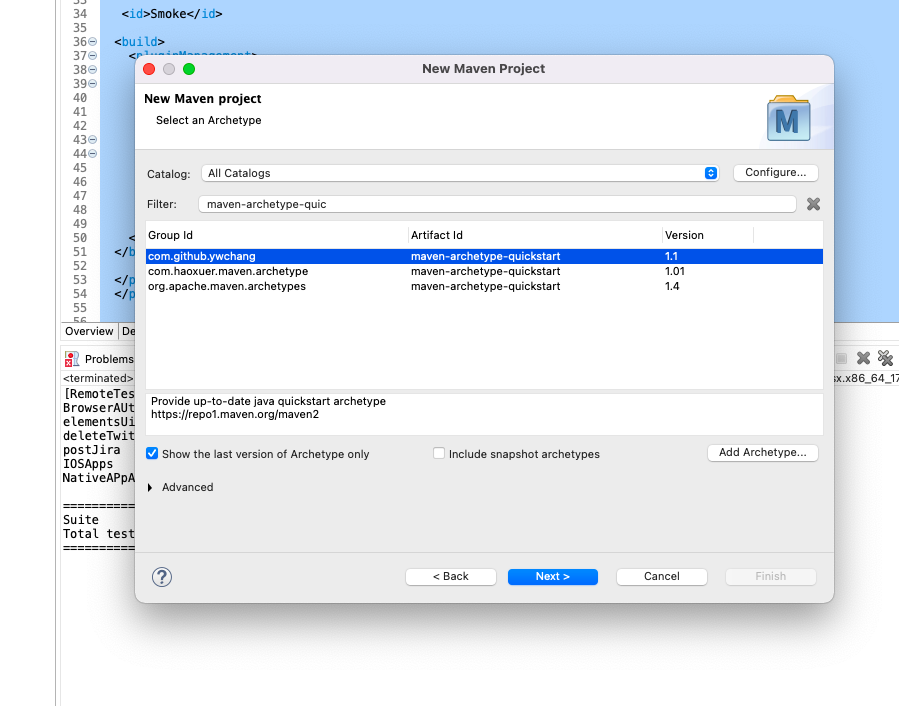 33
34 <id>Smoke</id>
35
36 <build>
37 <pluginManagement>
38
39
40
41
42
43
44
45
46
47
48
49
50 <
51 </b
52
53 </p
54 </p
55
56
Overview De
Problems
<terminated> sx.x86_64_17
[RemoteTes
BrowserAUt
elementsUi
deleteTwit
postJira
IOSApps
NativeAPpA
==========
Suite
Total test
==========
New Maven Project
New Maven project
Select an Archetype
M
Catalog: All Catalogs Configure...
Filter: maven-archetype-quic
Group Id Artifact Id Version
com.github.ywchang maven-archetype-quickstart 1.1
com.haoxuer.maven.archetype maven-archetype-quickstart 1.01
org.apache.maven.archetypes maven-archetype-quickstart 1.4
Provide up-to-date java quickstart archetype
https://repo1.maven.org/maven2
Show the last version of Archetype only Include snapshot archetypes Add Archetype...
Advanced
? < Back Next > Cancel Finish